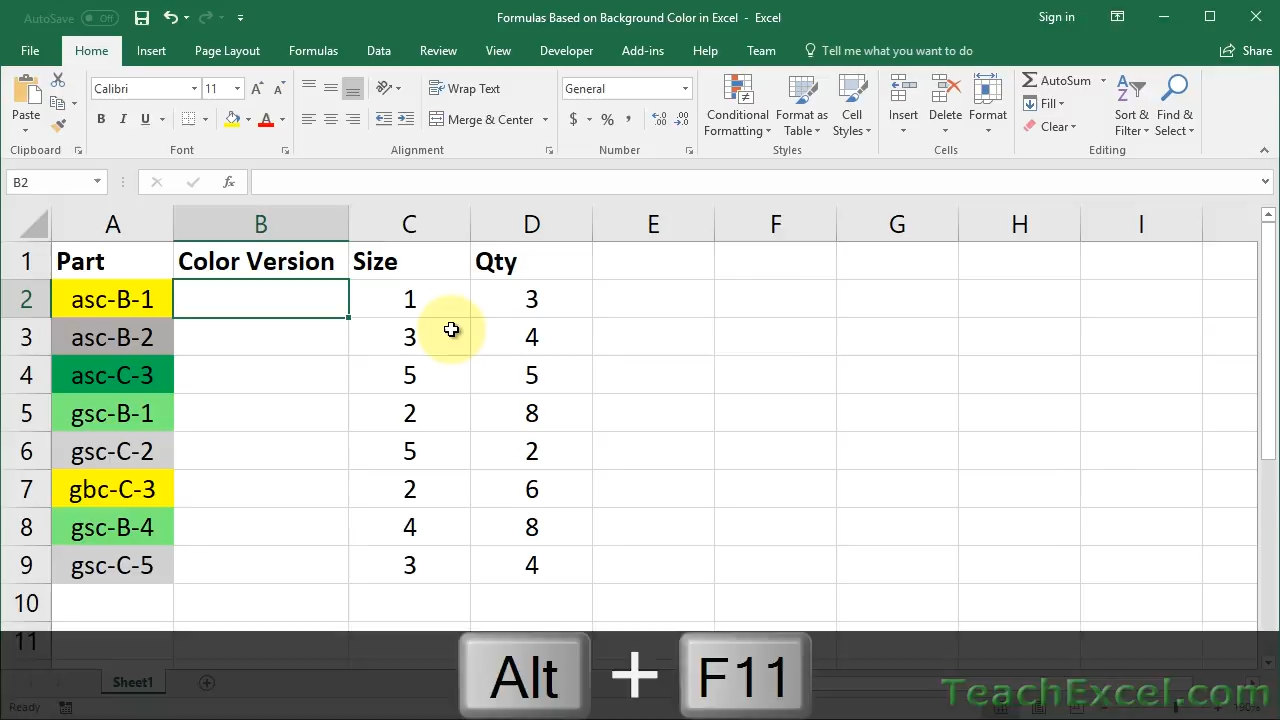 AutoSave Off Formulas Based on Background Color in Excel - Excel Sign in
File Home Insert Page Layout Formulas Data Review View Developer Add-ins Help Team Tell me what you want to do Share
Paste
Clipboard
Calibri 11
B I U A
Font
Wrap Text
Merge & Center
Alignment
General
$ % ,
Number
Conditional Formatting
Format as Table
Cell Styles
Styles
Insert Delete Format
Cells
AutoSum
Fill
Clear
Sort & Filter
Find & Select
Editing
B2 fx
A B C D E F G H I
1 Part Color Version Size Qty
2 asc-B-1 1 3
3 asc-B-2 3 4
4 asc-C-3 5 5
5 gsc-B-1 2 8
6 gsc-C-2 5 2
7 gbc-C-3 2 6
8 gsc-B-4 4 8
9 gsc-C-5 3 4
10
11
Alt + F11
Sheet1
TeachExcel.com
Ready